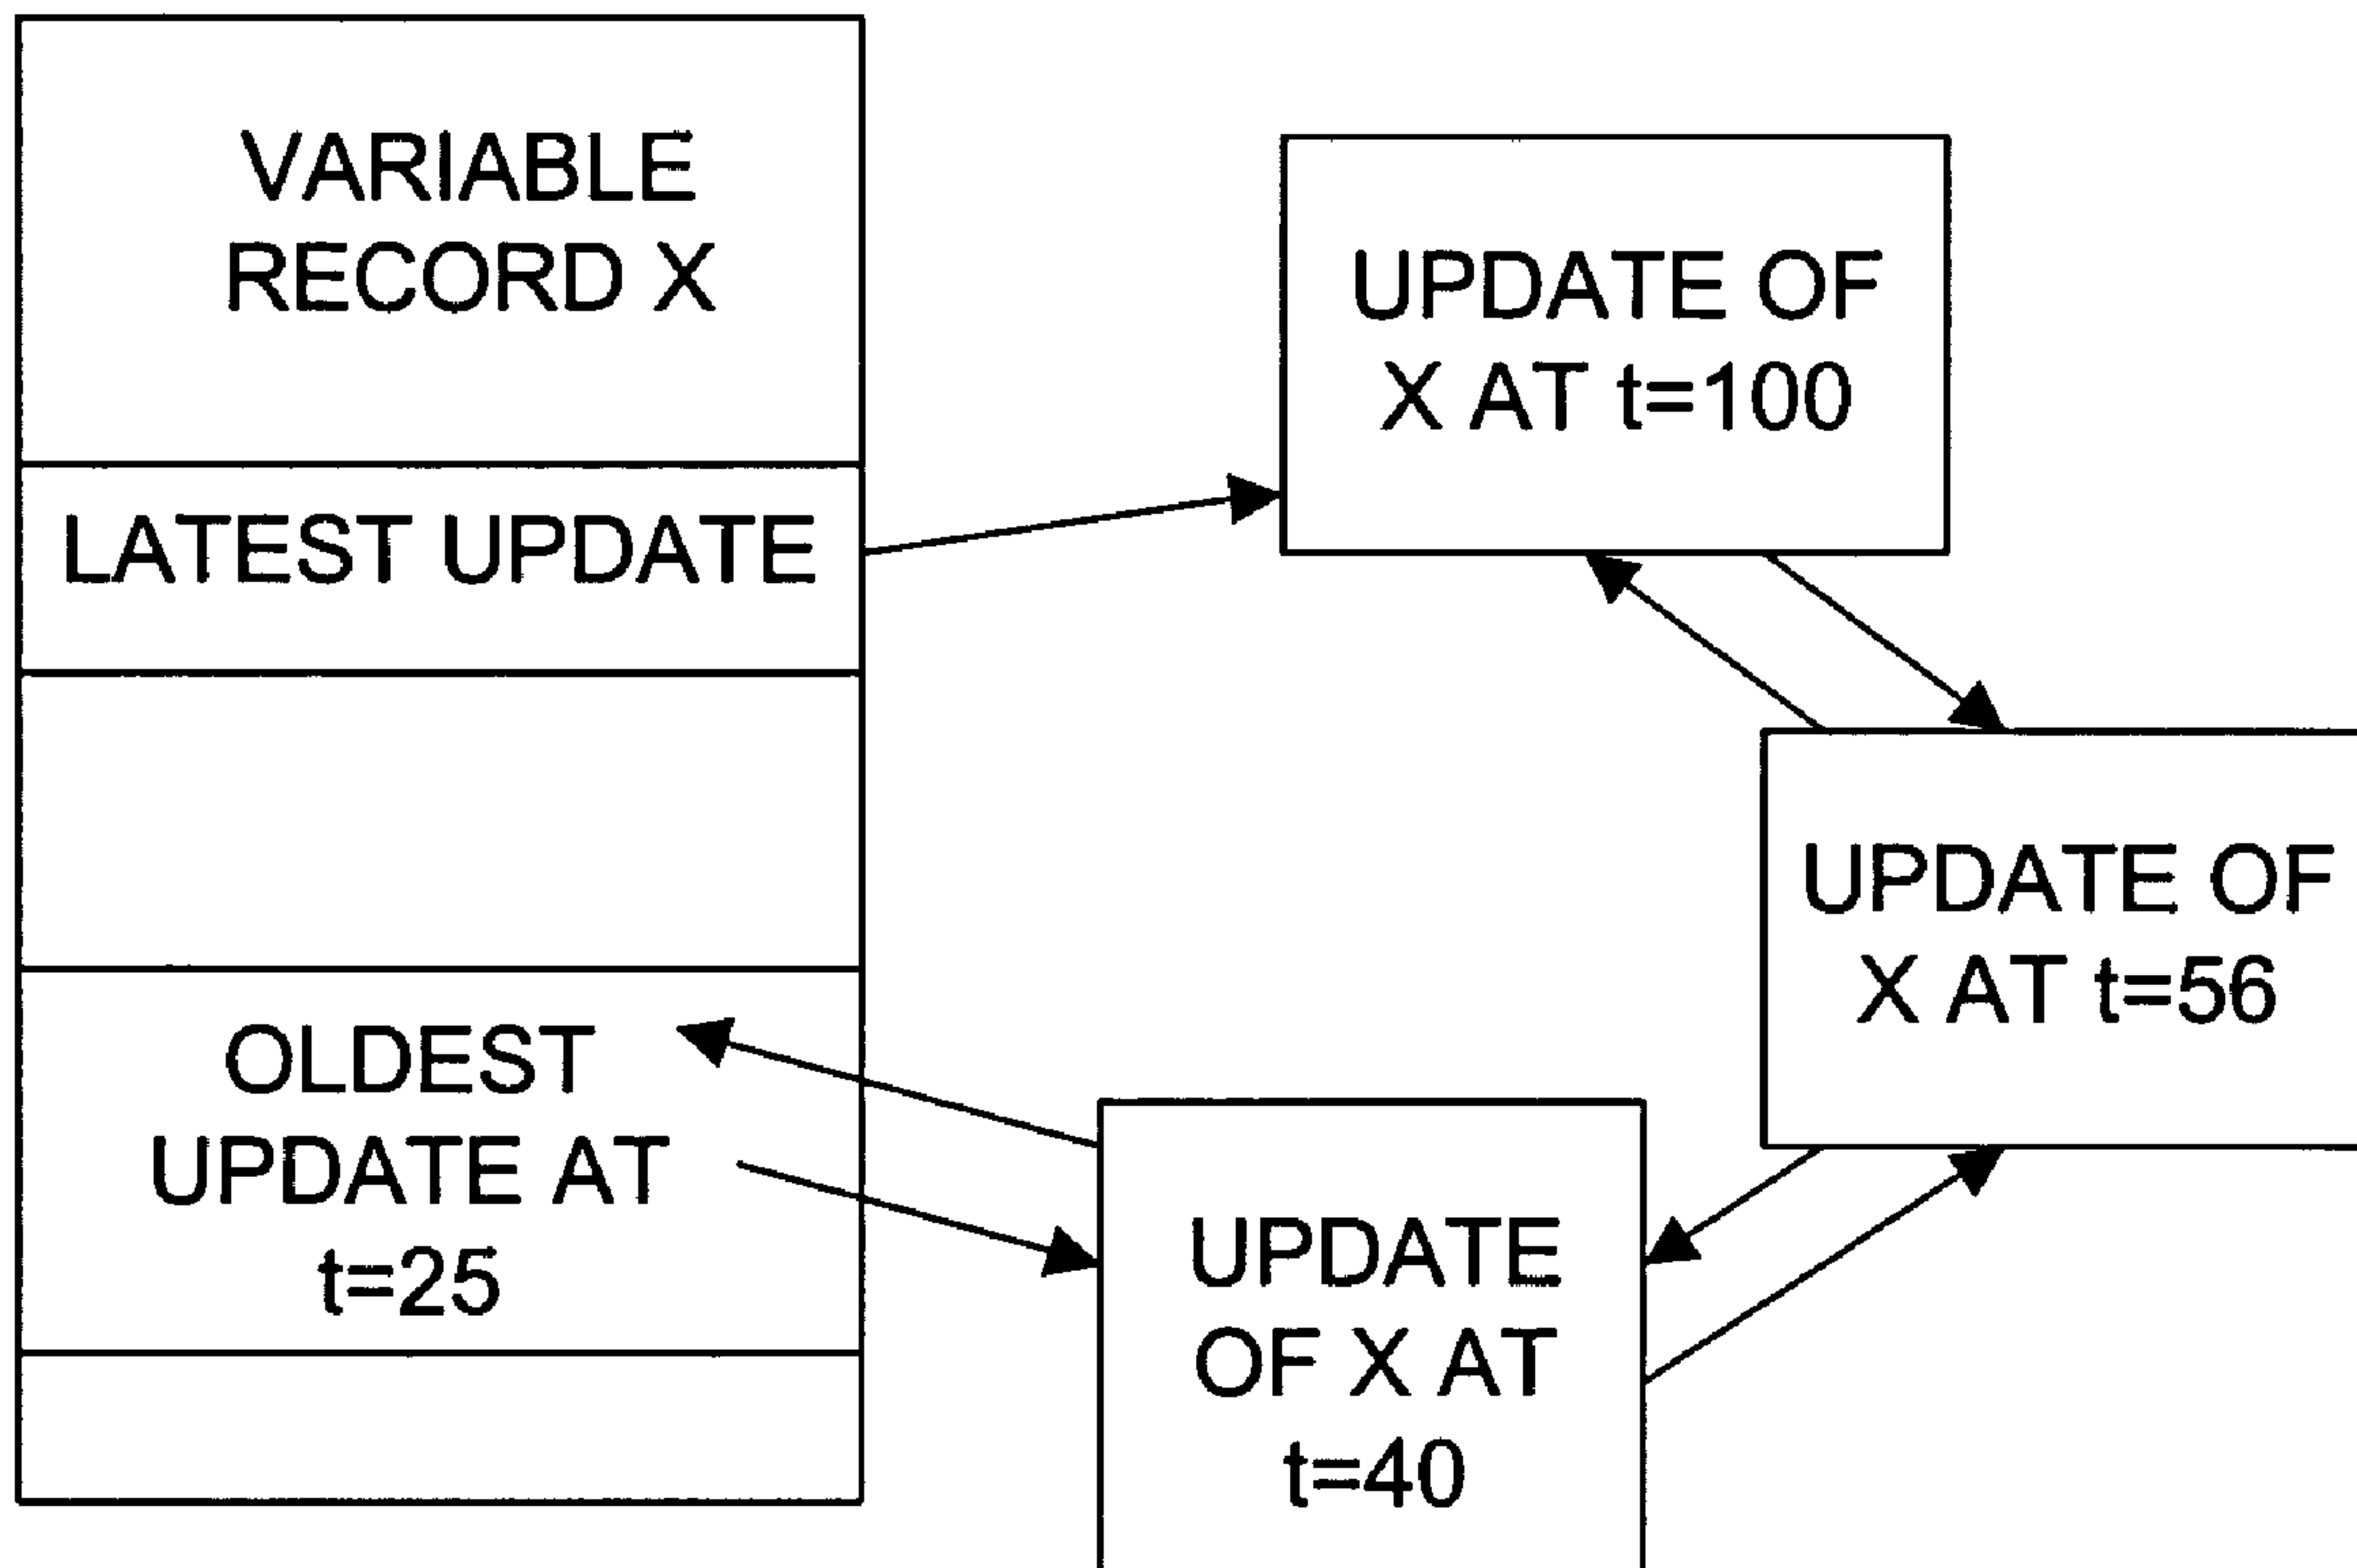 VARIABLE
RECORD X
LATEST UPDATE
OLDEST
UPDATE AT
t=25
UPDATE OF
X AT t=100
UPDATE OF
X AT t=56
UPDATE
OF X AT
t=40